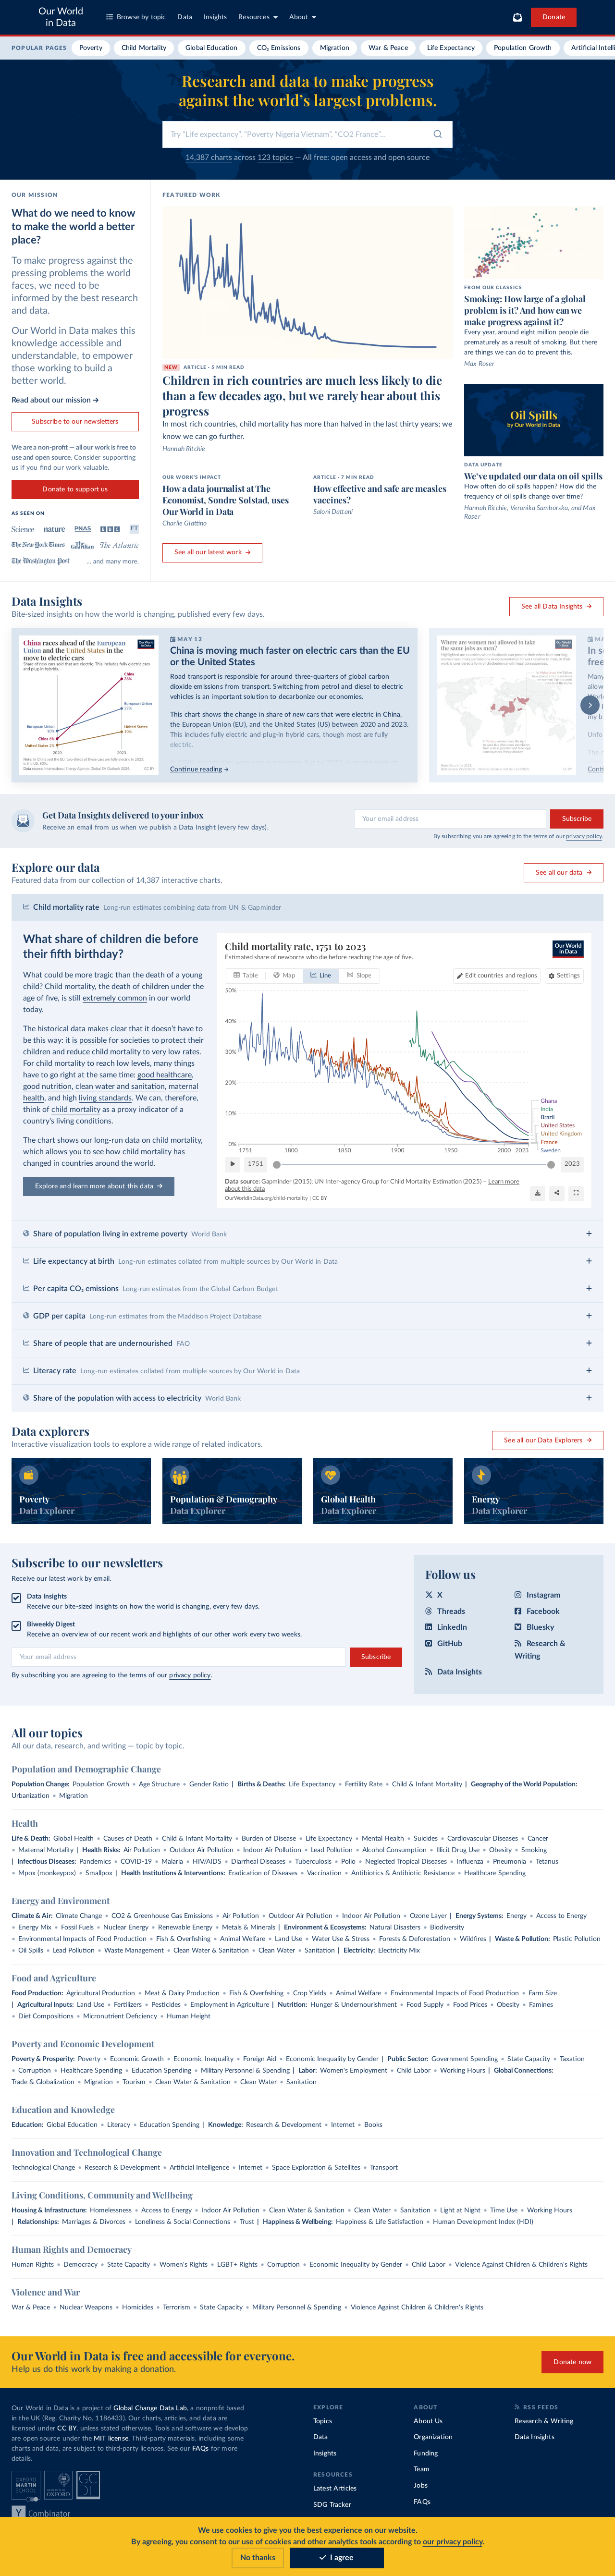 Our World
in Data
Browse by topic
Data
Insights
Resources
About
Donate
POPULAR PAGES
Poverty
Child Mortality
Global Education
CO₂ Emissions
Migration
War & Peace
Life Expectancy
Population Growth
Artificial Intelli
Research and data to make progress
against the world’s largest problems.
Try "Life expectancy", "Poverty Nigeria Vietnam", "CO2 France"...
14,387 charts across 123 topics — All free: open access and open source
OUR MISSION
What do we need to know
to make the world a better
place?
To make progress against the
pressing problems the world
faces, we need to be
informed by the best research
and data.
Our World in Data makes this
knowledge accessible and
understandable, to empower
those working to build a
better world.
Read about our mission
Subscribe to our newsletters
We are a non-profit — all our work is free to
use and open source. Consider supporting
us if you find our work valuable.
Donate to support us
AS SEEN ON
Science
nature
PNAS
BBC
FT
The New York Times
The Guardian
The Atlantic
The Washington Post
... and many more.
FEATURED WORK
NEW ARTICLE - 3 MIN READ
Children in rich countries are much less likely to die
than a few decades ago, but we rarely hear about this
progress
In most rich countries, child mortality has more than halved in the last thirty years; we
know we can go further.
Hannah Ritchie
OUR WORK'S IMPACT
How a data journalist at The
Economist, Sondre Solstad, uses
Our World in Data
Charlie Giattino
ARTICLE - 7 MIN READ
How effective and safe are measles
vaccines?
Saloni Dattani
See all our latest work
FROM OUR CLASSICS
Smoking: How large of a global
problem is it? And how can we
make progress against it?
Every year, around eight million people die
prematurely as a result of smoking. But there
are things we can do to prevent this.
Max Roser
Oil Spills
by Our World in Data
DATA UPDATE
We've updated our data on oil spills
How often do oil spills happen? How did the
frequency of oil spills change over time?
Hannah Ritchie, Veronika Samborska, and Max
Roser
Data Insights
Bite-sized insights on how the world is changing, published every few days.
See all Data Insights
China races ahead of the European
Union and the United States in the
move to electric cars
MAY 12
China is moving much faster on electric cars than the EU
or the United States
Road transport is responsible for around three-quarters of global carbon
dioxide emissions from transport. Switching from petrol and diesel to electric
vehicles is an important solution to decarbonize our economies.
This chart shows the change in share of new cars that were electric in China,
the European Union (EU), and the United States (US) between 2020 and 2023.
This includes fully electric and plug-in hybrid cars, though most are fully
electric.
Continue reading
Where are women not allowed to take
the same jobs as men?
Get Data Insights delivered to your inbox
Receive an email from us when we publish a Data Insight (every few days).
Your email address
Subscribe
By subscribing you are agreeing to the terms of our privacy policy.
Explore our data
Featured data from our collection of 14,387 interactive charts.
See all our data
Child mortality rate Long-run estimates combining data from UN & Gapminder
What share of children die before
their fifth birthday?
What could be more tragic than the death of a young
child? Child mortality, the death of children under the
age of five, is still extremely common in our world
today.
The historical data makes clear that it doesn’t have to
be this way: it is possible for societies to protect their
children and reduce child mortality to very low rates.
For child mortality to reach low levels, many things
have to go right at the same time: good healthcare,
good nutrition, clean water and sanitation, maternal
health, and high living standards. We can, therefore,
think of child mortality as a proxy indicator of a
country’s living conditions.
The chart shows our long-run data on child mortality,
which allows you to see how child mortality has
changed in countries around the world.
Explore and learn more about this data
Child mortality rate, 1751 to 2023
Estimated share of newborns who die before reaching the age of five.
Our World
in Data
Table
Map
Line
Slope
Edit countries and regions
Settings
50%
40%
30%
20%
10%
0%
1751
1800
1850
1900
1950
2000
2023
Ghana
India
Brazil
United States
United Kingdom
France
Sweden
1751
2023
Data source: Gapminder (2015); UN Inter-agency Group for Child Mortality Estimation (2025) – Learn more
about this data
OurWorldinData.org/child-mortality | CC BY
Share of population living in extreme poverty World Bank
Life expectancy at birth Long-run estimates collated from multiple sources by Our World in Data
Per capita CO₂ emissions Long-run estimates from the Global Carbon Budget
GDP per capita Long-run estimates from the Maddison Project Database
Share of people that are undernourished FAO
Literacy rate Long-run estimates collated from multiple sources by Our World in Data
Share of the population with access to electricity World Bank
Data explorers
Interactive visualization tools to explore a wide range of related indicators.
See all our Data Explorers
Poverty
Data Explorer
Population & Demography
Data Explorer
Global Health
Data Explorer
Energy
Data Explorer
Subscribe to our newsletters
Receive our latest work by email.
Data Insights
Receive our bite-sized insights on how the world is changing, every few days.
Biweekly Digest
Receive an overview of our recent work and highlights of our other work every two weeks.
Your email address
Subscribe
By subscribing you are agreeing to the terms of our privacy policy.
Follow us
X
Instagram
Threads
Facebook
LinkedIn
Bluesky
GitHub
Research &
Writing
Data Insights
All our topics
All our data, research, and writing — topic by topic.
Population and Demographic Change
Population Change: Population Growth • Age Structure • Gender Ratio | Births & Deaths: Life Expectancy • Fertility Rate • Child & Infant Mortality | Geography of the World Population:
Urbanization • Migration
Health
Life & Death: Global Health • Causes of Death • Child & Infant Mortality • Burden of Disease • Life Expectancy • Mental Health • Suicides • Cardiovascular Diseases • Cancer
• Maternal Mortality | Health Risks: Air Pollution • Outdoor Air Pollution • Indoor Air Pollution • Lead Pollution • Alcohol Consumption • Illicit Drug Use • Obesity • Smoking
| Infectious Diseases: Pandemics • COVID-19 • Malaria • HIV/AIDS • Diarrheal Diseases • Tuberculosis • Polio • Neglected Tropical Diseases • Influenza • Pneumonia • Tetanus
• Mpox (monkeypox) • Smallpox | Health Institutions & Interventions: Eradication of Diseases • Vaccination • Antibiotics & Antibiotic Resistance • Healthcare Spending
Energy and Environment
Climate & Air: Climate Change • CO2 & Greenhouse Gas Emissions • Air Pollution • Outdoor Air Pollution • Indoor Air Pollution • Ozone Layer | Energy Systems: Energy • Access to Energy
• Energy Mix • Fossil Fuels • Nuclear Energy • Renewable Energy • Metals & Minerals | Environment & Ecosystems: Natural Disasters • Biodiversity
• Environmental Impacts of Food Production • Fish & Overfishing • Animal Welfare • Land Use • Water Use & Stress • Forests & Deforestation • Wildfires | Waste & Pollution: Plastic Pollution
• Oil Spills • Lead Pollution • Waste Management • Clean Water & Sanitation • Clean Water • Sanitation | Electricity: Electricity Mix
Food and Agriculture
Food Production: Agricultural Production • Meat & Dairy Production • Fish & Overfishing • Crop Yields • Animal Welfare • Environmental Impacts of Food Production • Farm Size
| Agricultural Inputs: Land Use • Fertilizers • Pesticides • Employment in Agriculture | Nutrition: Hunger & Undernourishment • Food Supply • Food Prices • Obesity • Famines
• Diet Compositions • Micronutrient Deficiency • Human Height
Poverty and Economic Development
Poverty & Prosperity: Poverty • Economic Growth • Economic Inequality • Foreign Aid • Economic Inequality by Gender | Public Sector: Government Spending • State Capacity • Taxation
• Corruption • Healthcare Spending • Education Spending • Military Personnel & Spending | Labor: Women's Employment • Child Labor • Working Hours | Global Connections:
Trade & Globalization • Migration • Tourism • Clean Water & Sanitation • Clean Water • Sanitation
Education and Knowledge
Education: Global Education • Literacy • Education Spending | Knowledge: Research & Development • Internet • Books
Innovation and Technological Change
Technological Change • Research & Development • Artificial Intelligence • Internet • Space Exploration & Satellites • Transport
Living Conditions, Community and Wellbeing
Housing & Infrastructure: Homelessness • Access to Energy • Indoor Air Pollution • Clean Water & Sanitation • Clean Water • Sanitation • Light at Night • Time Use • Working Hours
| Relationships: Marriages & Divorces • Loneliness & Social Connections • Trust | Happiness & Wellbeing: Happiness & Life Satisfaction • Human Development Index (HDI)
Human Rights and Democracy
Human Rights • Democracy • State Capacity • Women's Rights • LGBT+ Rights • Corruption • Economic Inequality by Gender • Child Labor • Violence Against Children & Children's Rights
Violence and War
War & Peace • Nuclear Weapons • Homicides • Terrorism • State Capacity • Military Personnel & Spending • Violence Against Children & Children's Rights
Our World in Data is free and accessible for everyone.
Help us do this work by making a donation.
Donate now
Our World in Data is a project of Global Change Data Lab, a nonprofit based
in the UK (Reg. Charity No. 1186433). Our charts, articles, and data are
licensed under CC BY, unless stated otherwise. Tools and software we develop
are open source under the MIT license. Third-party materials, including some
charts and data, are subject to third-party licenses. See our FAQs for more
details.
OXFORD
MARTIN
SCHOOL
UNIVERSITY OF
OXFORD
GC
DL
Y Combinator
EXPLORE
Topics
Data
Insights
RESOURCES
Latest Articles
SDG Tracker
ABOUT
About Us
Organization
Funding
Team
Jobs
FAQs
RSS FEEDS
Research & Writing
Data Insights
We use cookies to give you the best experience on our website.
By agreeing, you consent to our use of cookies and other analytics tools according to our privacy policy.
No thanks
I agree